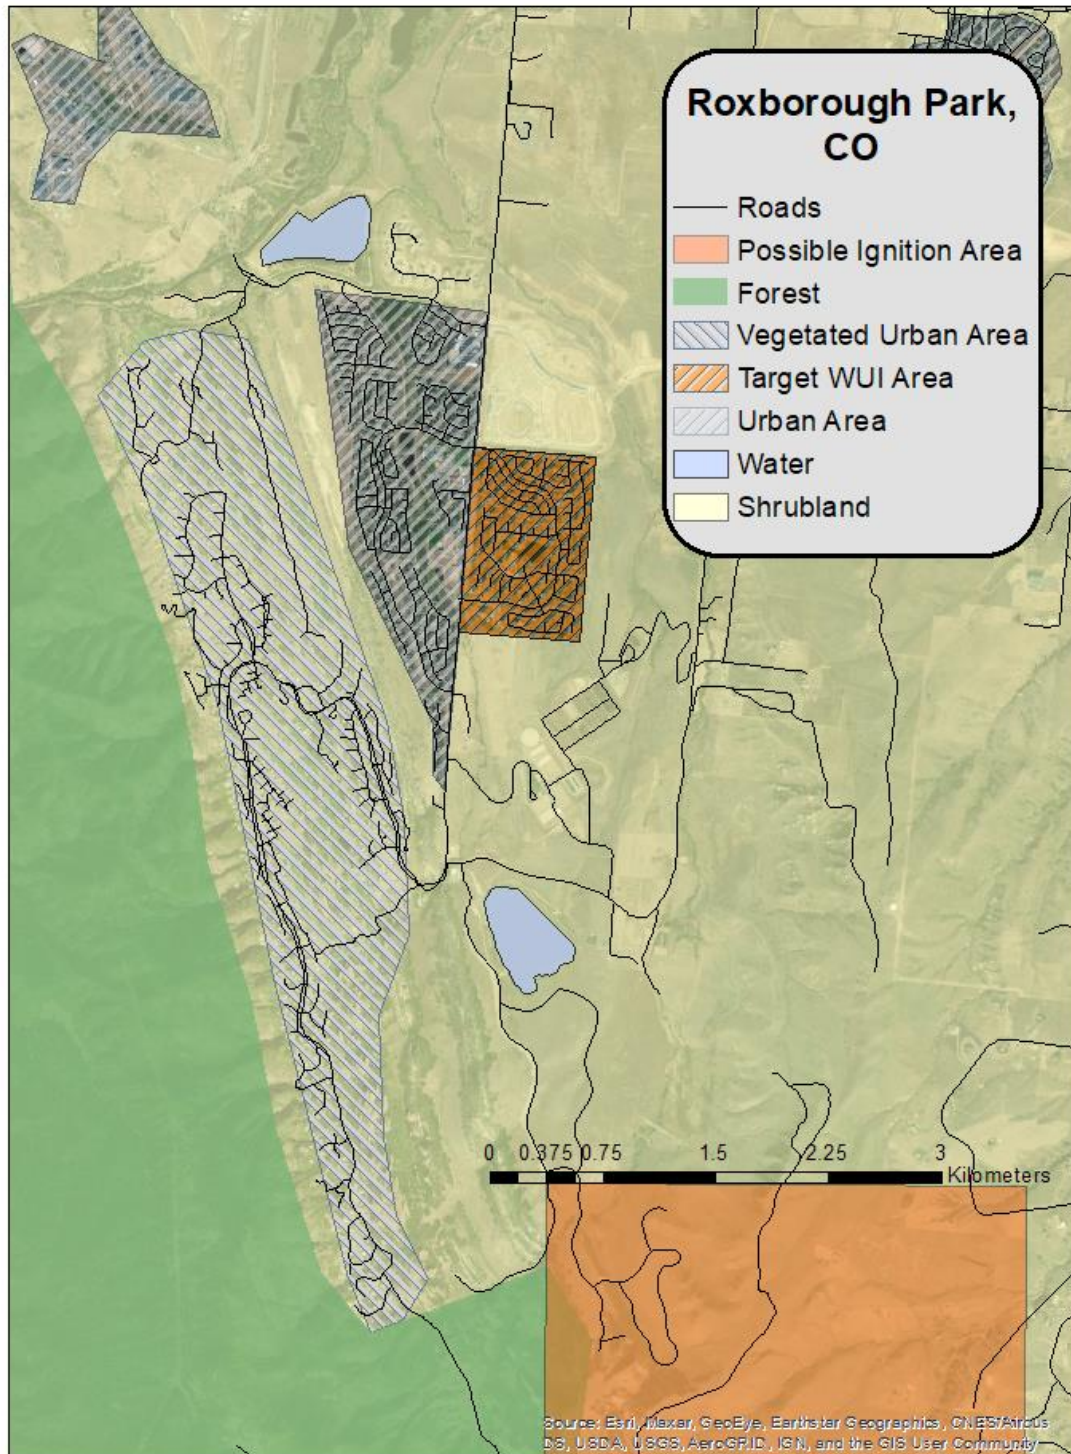 Roxborough Park,
CO
Roads
Possible Ignition Area
Forest
Vegetated Urban Area
Target WUI Area
Urban Area
Water
Shrubland
0 0.375 0.75 1.5 2.25 3
Kilometers
Source: Esri, Maxar, GeoEye, Earthstar Geographics, CNES/Airbus
DS, USDA, USGS, AeroGRID, IGN, and the GIS User Community